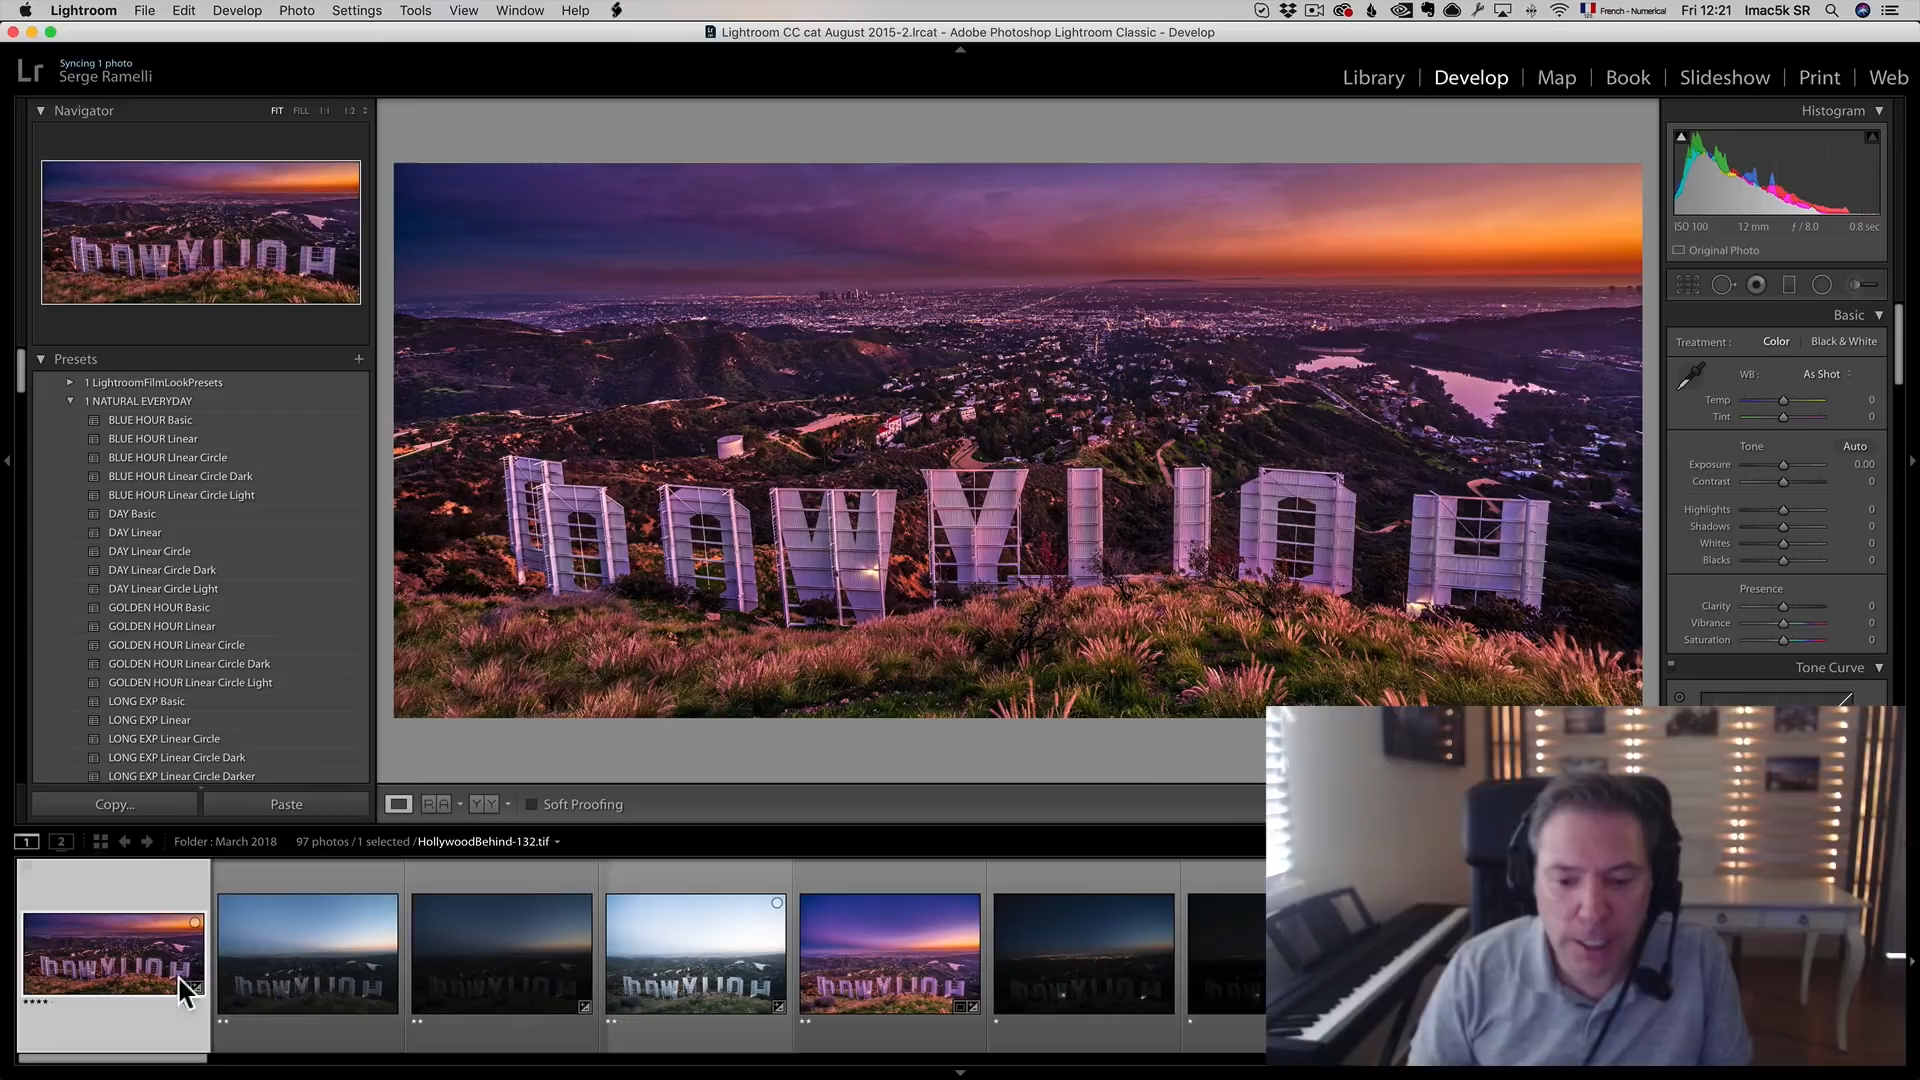 Lightroom File Edit Develop Photo Settings Tools View Window Help
French - Numerical Fri 12:21 Imac5k SR
Lightroom CC cat August 2015-2.lrcat - Adobe Photoshop Lightroom Classic - Develop
Lr
Syncing 1 photo
Serge Ramelli
Library | Develop | Map | Book | Slideshow | Print | Web
Navigator FIT FILL 1:1 1:2
Presets +
1 LightroomFilmLookPresets
1 NATURAL EVERYDAY
BLUE HOUR Basic
BLUE HOUR Linear
BLUE HOUR LInear Circle
BLUE HOUR LInear Circle Dark
BLUE HOUR Linear Circle Light
DAY Basic
DAY Linear
DAY Linear Circle
DAY Linear Circle Dark
DAY Linear Circle Light
GOLDEN HOUR Basic
GOLDEN HOUR Linear
GOLDEN HOUR Linear Circle
GOLDEN HOUR Linear Circle Dark
GOLDEN HOUR Linear Circle Light
LONG EXP Basic
LONG EXP Linear
LONG EXP Linear Circle
LONG EXP Linear Circle Dark
LONG EXP Linear Circle Darker
Copy... Paste
R A Y Y Soft Proofing
Histogram
ISO 100 12 mm ƒ / 8.0 0.8 sec
Original Photo
Basic
Treatment : Color Black & White
WB : As Shot
Temp 0
Tint 0
Tone Auto
Exposure 0.00
Contrast 0
Highlights 0
Shadows 0
Whites 0
Blacks 0
Presence
Clarity 0
Vibrance 0
Saturation 0
Tone Curve
1 2 Folder : March 2018 97 photos / 1 selected / HollywoodBehind-132.tif